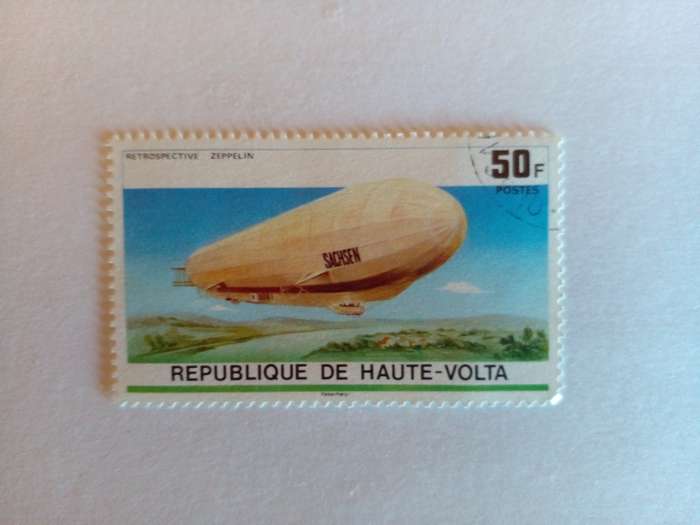 RETROSPECTIVE ZEPPELIN
50F
POSTES
SACHSEN
REPUBLIQUE DE HAUTE-VOLTA